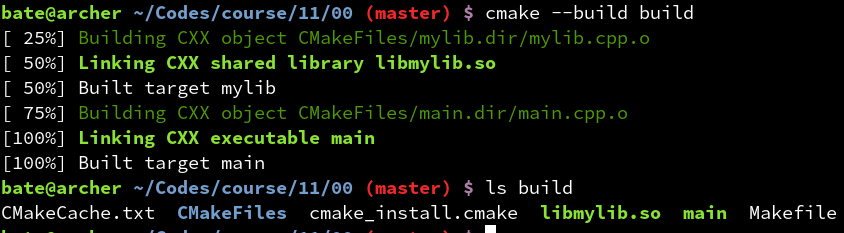 bate@archer ~/Codes/course/11/00 (master) $ cmake --build build
[ 25%] Building CXX object CMakeFiles/mylib.dir/mylib.cpp.o
[ 50%] Linking CXX shared library libmylib.so
[ 50%] Built target mylib
[ 75%] Building CXX object CMakeFiles/main.dir/main.cpp.o
[100%] Linking CXX executable main
[100%] Built target main
bate@archer ~/Codes/course/11/00 (master) $ ls build
CMakeCache.txt  CMakeFiles  cmake_install.cmake  libmylib.so  main  Makefile